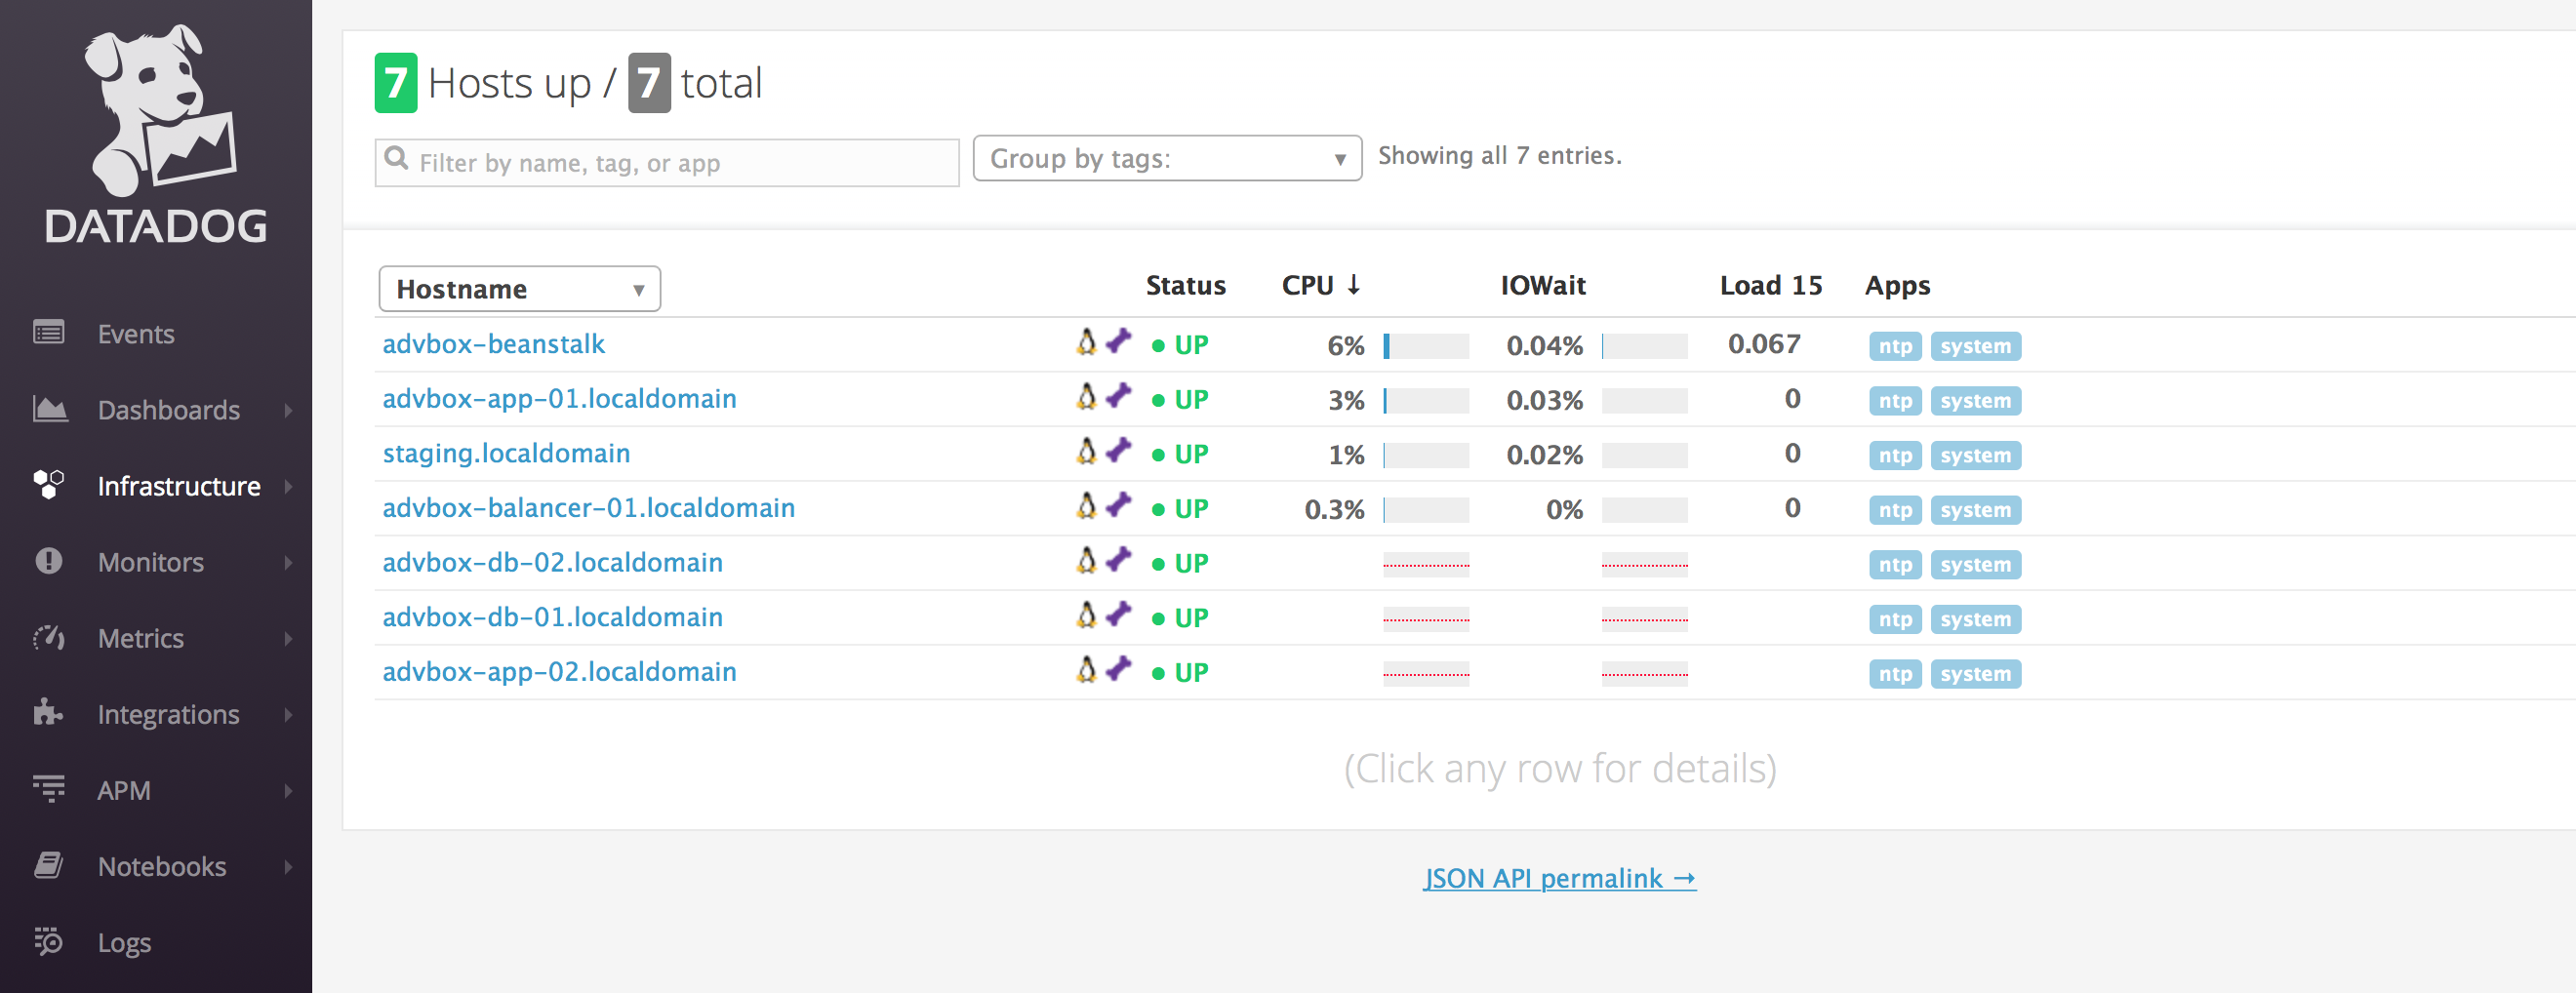 DATADOG
Events
Dashboards
Infrastructure
Monitors
Metrics
Integrations
APM
Notebooks
Logs
7 Hosts up / 7 total
Filter by name, tag, or app
Group by tags: ▼
Showing all 7 entries.
Hostname ▼ Status CPU ↓ IOWait Load 15 Apps
advbox-beanstalk UP 6% 0.04% 0.067 ntp system
advbox-app-01.localdomain UP 3% 0.03% 0 ntp system
staging.localdomain UP 1% 0.02% 0 ntp system
advbox-balancer-01.localdomain UP 0.3% 0% 0 ntp system
advbox-db-02.localdomain UP ntp system
advbox-db-01.localdomain UP ntp system
advbox-app-02.localdomain UP ntp system
(Click any row for details)
JSON API permalink →